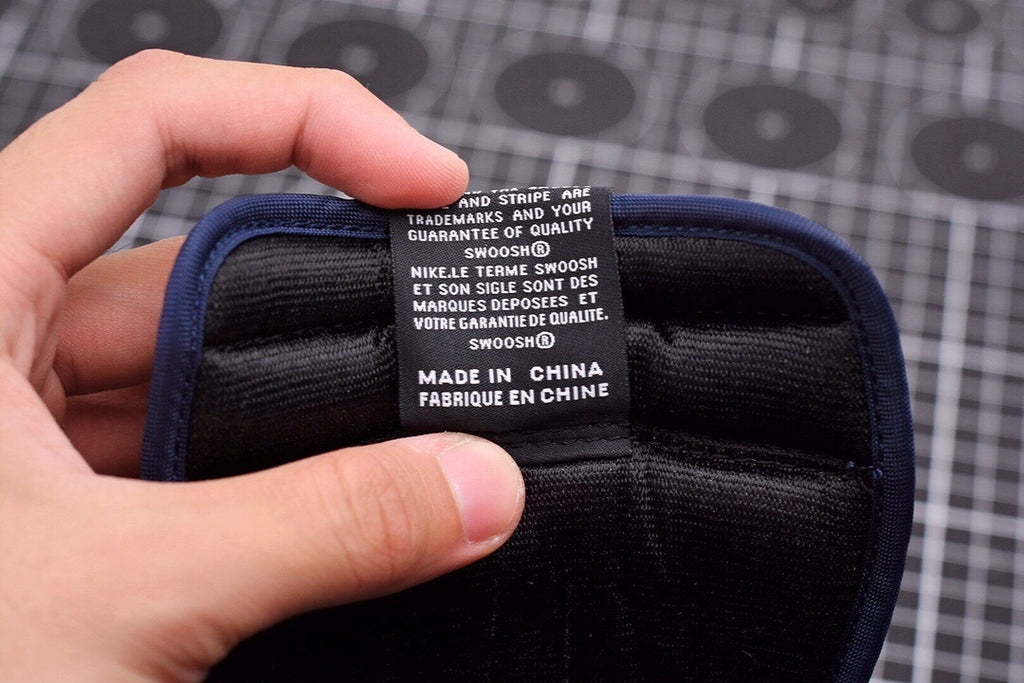 AND STRIPE ARE
TRADEMARKS AND YOUR
GUARANTEE OF QUALITY
SWOOSH®
NIKE.LE TERME SWOOSH
ET SON SIGLE SONT DES
MARQUES DEPOSEES ET
VOTRE GARANTIE DE QUALITE.
SWOOSH®
MADE IN CHINA
FABRIQUE EN CHINE